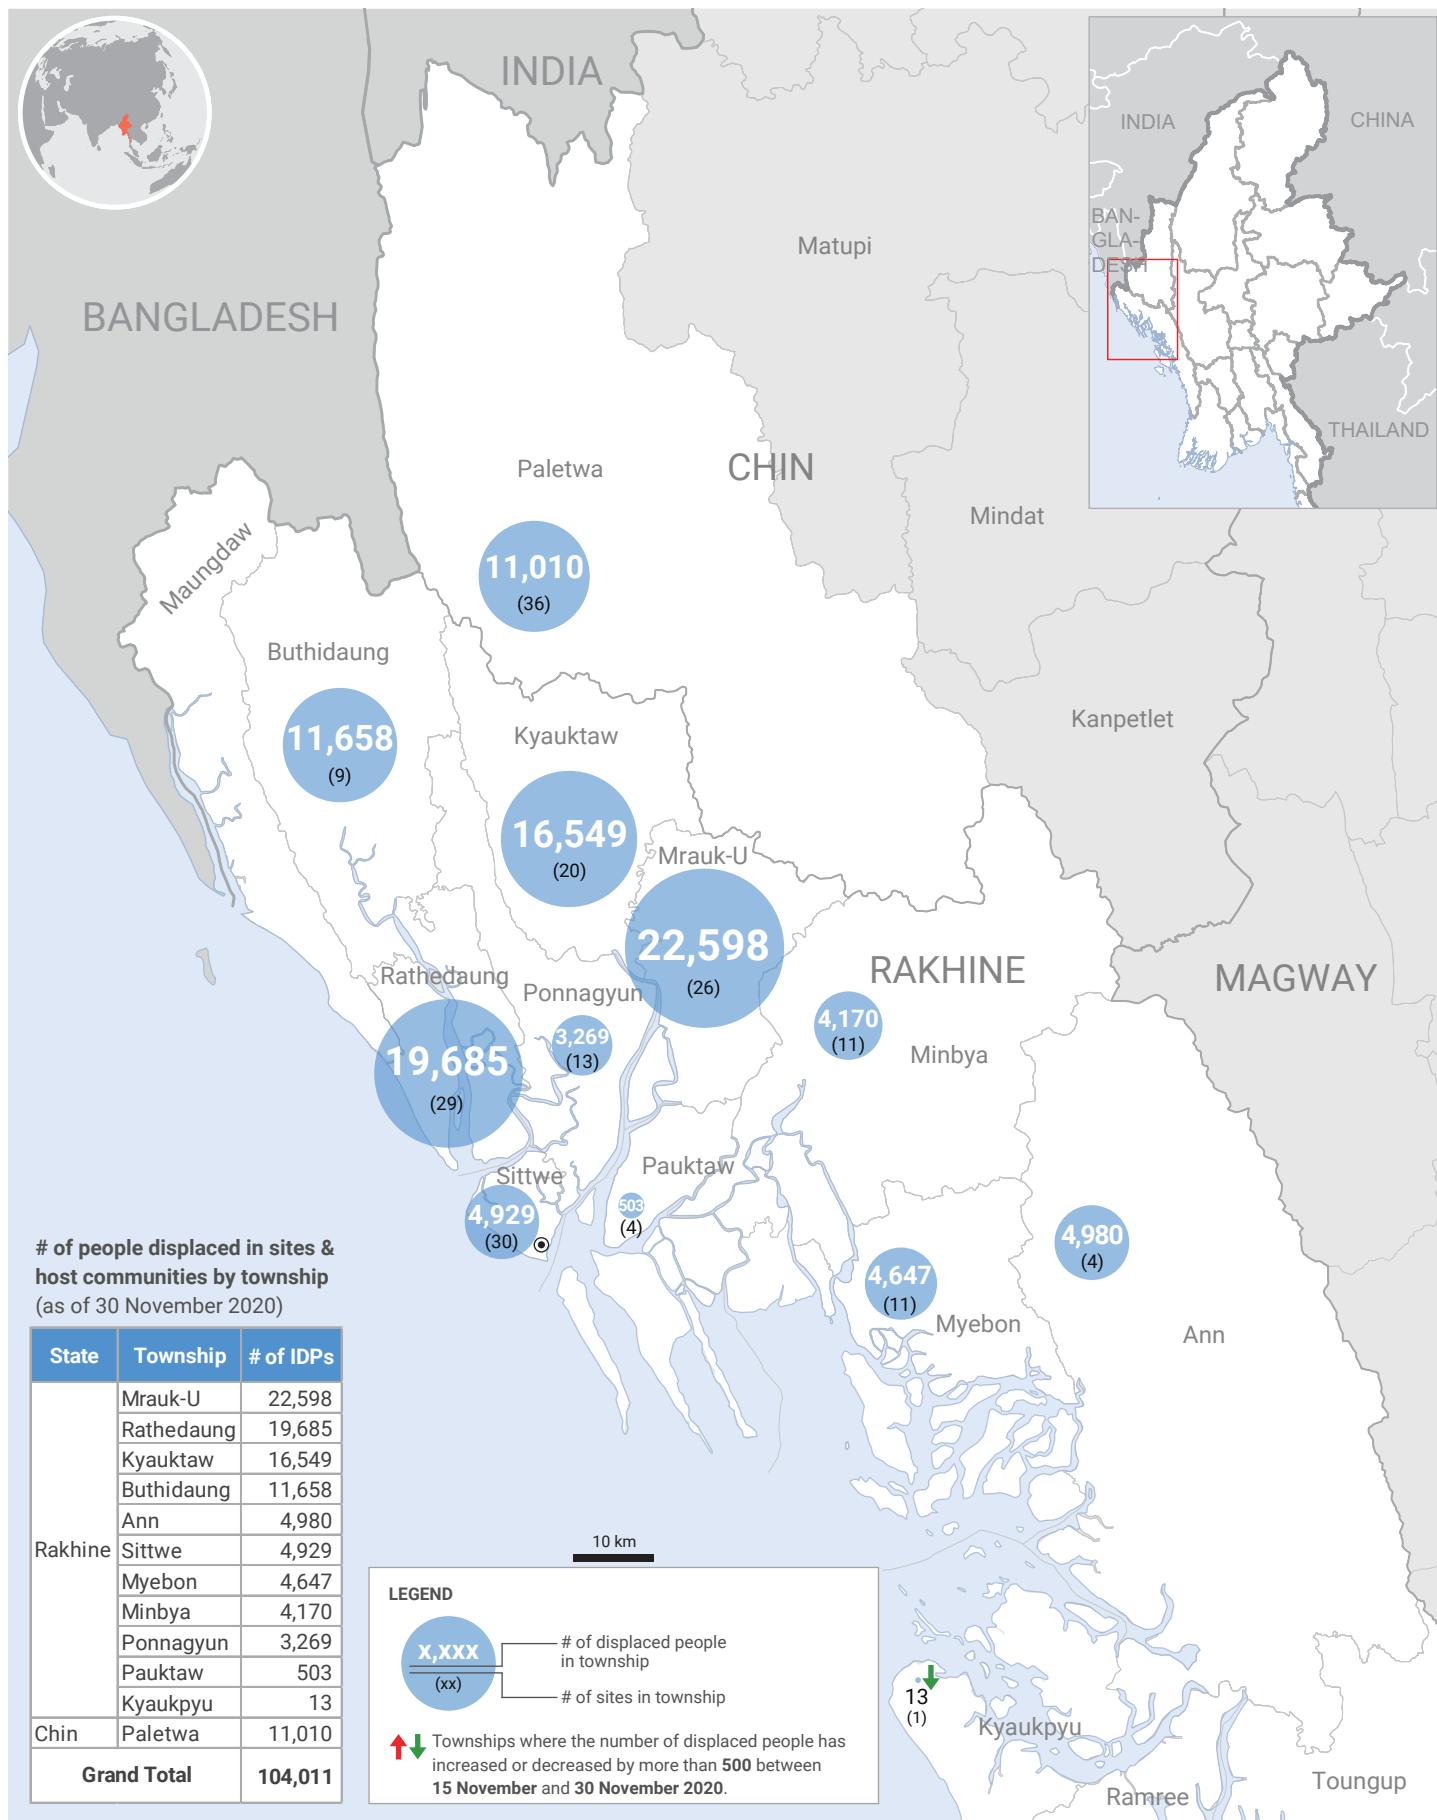 INDIA
BANGLADESH
Matupi
INDIA
CHINA
BAN-
GLA-
DESH
THAILAND
Paletwa
CHIN
11,010
(36)
Mindat
Maungdaw
Buthidaung
11,658
(9)
Kyauktaw
16,549
(20)
Kanpetlet
Mrauk-U
22,598
(26)
RAKHINE
MAGWAY
Rathedaung
19,685
(29)
Ponnagyun
3,269
(13)
4,170
(11)
Minbya
Sittwe
4,929
(30)
Pauktaw
503
(4)
4,980
(4)
4,647
(11)
Myebon
Ann
# of people displaced in sites &
host communities by township
(as of 30 November 2020)
State Township # of IDPs
Mrauk-U 22,598
Rathedaung 19,685
Kyauktaw 16,549
Buthidaung 11,658
Ann 4,980
Rakhine Sittwe 4,929
Myebon 4,647
Minbya 4,170
Ponnagyun 3,269
Pauktaw 503
Kyaukpyu 13
Chin Paletwa 11,010
Grand Total 104,011
10 km
LEGEND
x,xxx
(xx)
# of displaced people
in township
# of sites in township
Townships where the number of displaced people has
increased or decreased by more than 500 between
15 November and 30 November 2020.
13
(1)
Kyaukpyu
Ramree
Toungup